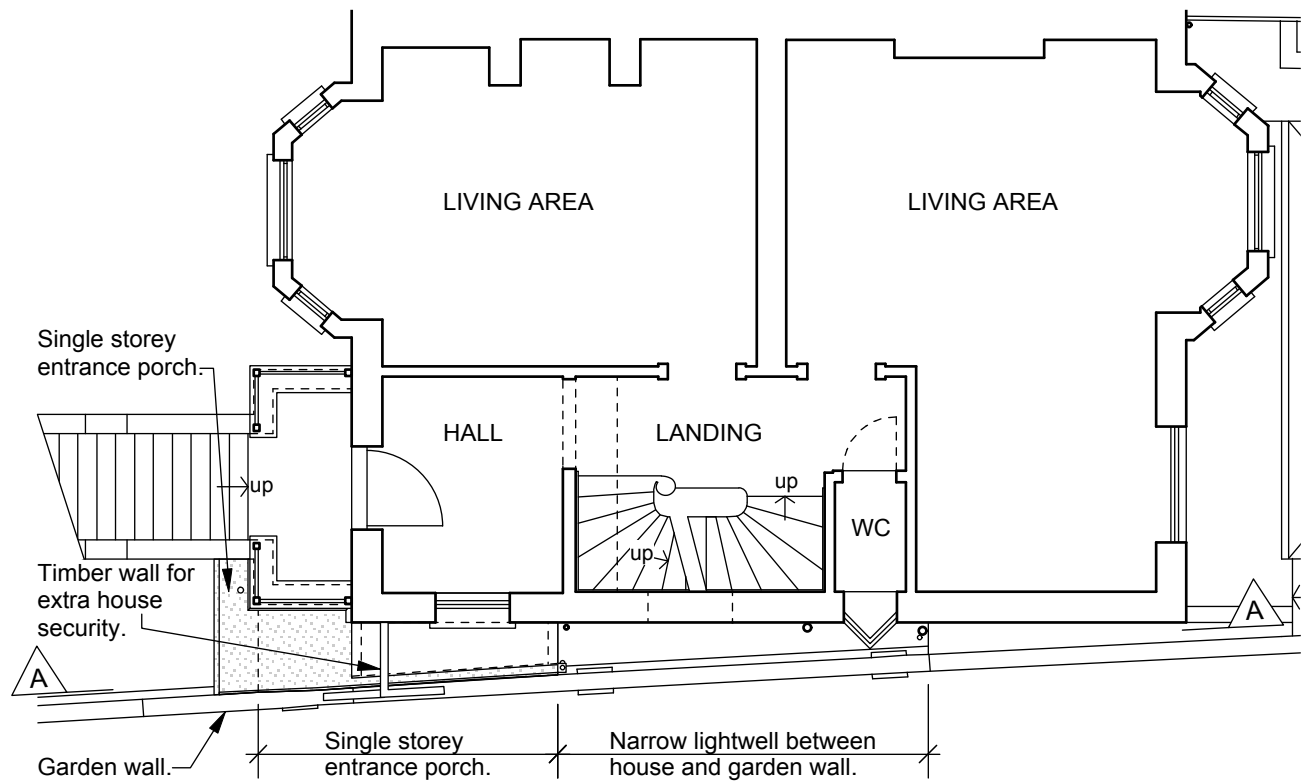 LIVING AREA
LIVING AREA
Single storey
entrance porch.
HALL
LANDING
up
up
WC
up
Timber wall for
extra house
security.
A
A
Garden wall.
Single storey
entrance porch.
Narrow lightwell between
house and garden wall.